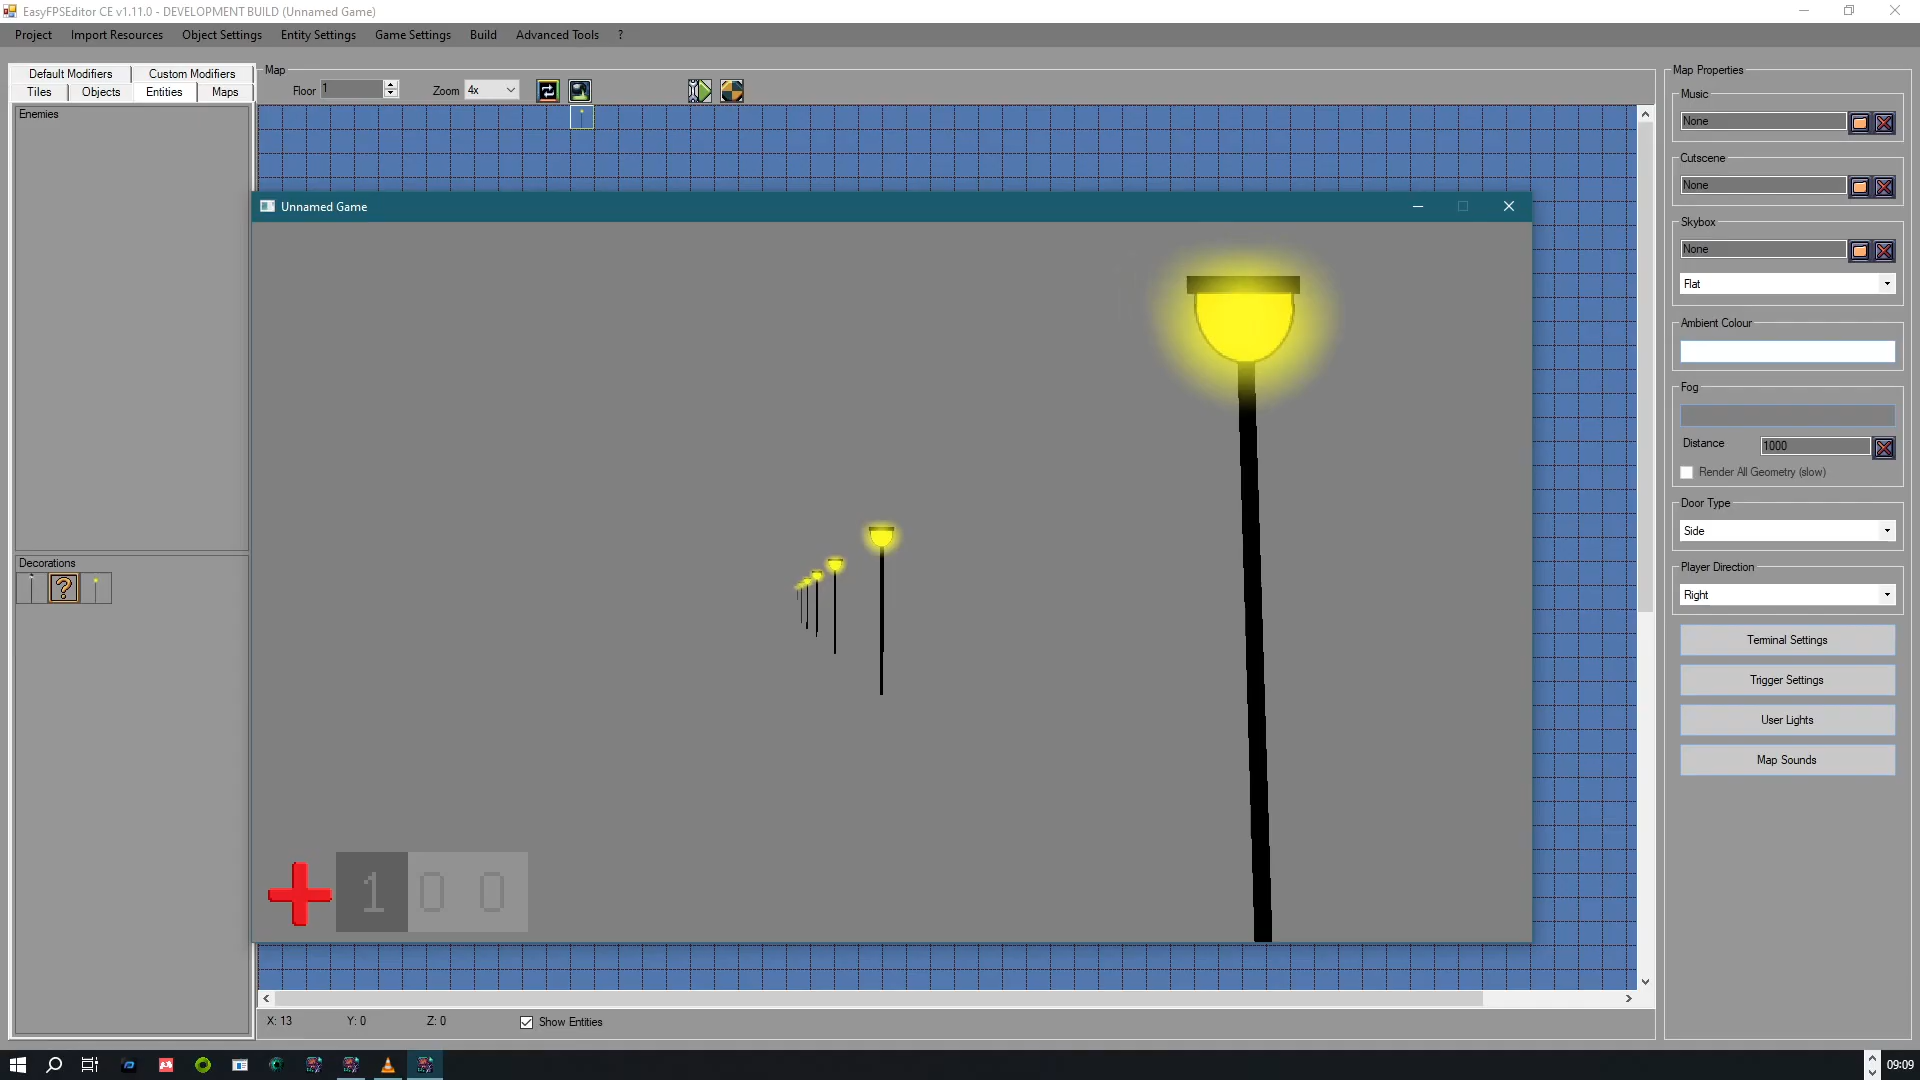 EasyFPSEditor CE v1.11.0 - DEVELOPMENT BUILD (Unnamed Game)
Project Import Resources Object Settings Entity Settings Game Settings Build Advanced Tools ?
Default Modifiers Custom Modifiers
Tiles Objects Entities Maps
Enemies
Decorations
Map
Floor 1 Zoom 4x
Unnamed Game
1 0 0
X: 13 Y: 0 Z: 0 Show Entities
Map Properties
Music
None
Cutscene
None
Skybox
None
Flat
Ambient Colour
Fog
Distance 1000
Render All Geometry (slow)
Door Type
Side
Player Direction
Right
Terminal Settings
Trigger Settings
User Lights
Map Sounds
09:09